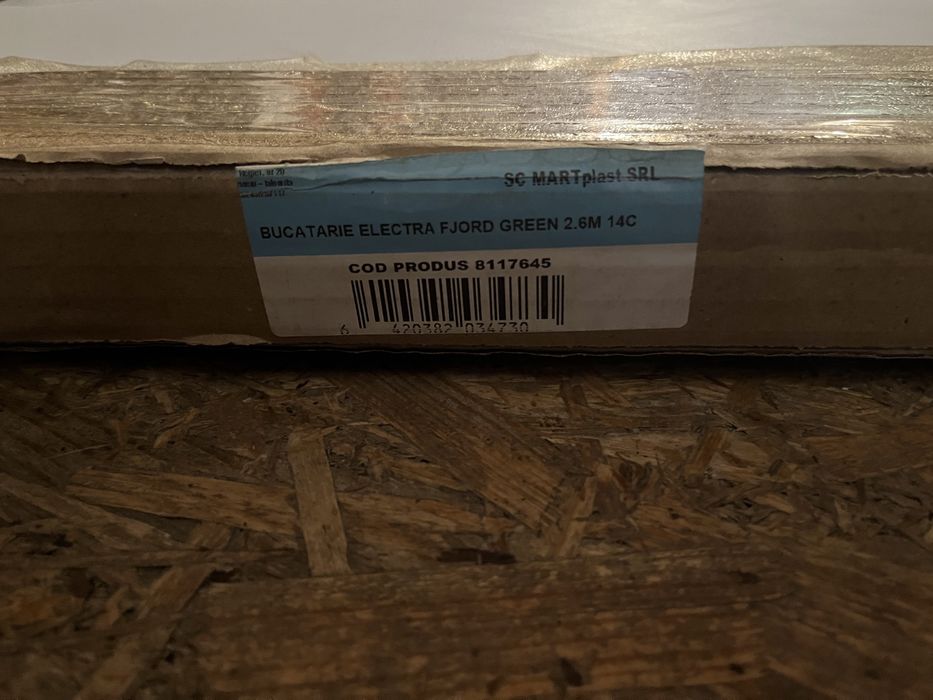 SC MARTplast SRL
BUCATARIE ELECTRA FJORD GREEN 2.6M 14C
COD PRODUS 8117645
6 420382 034730